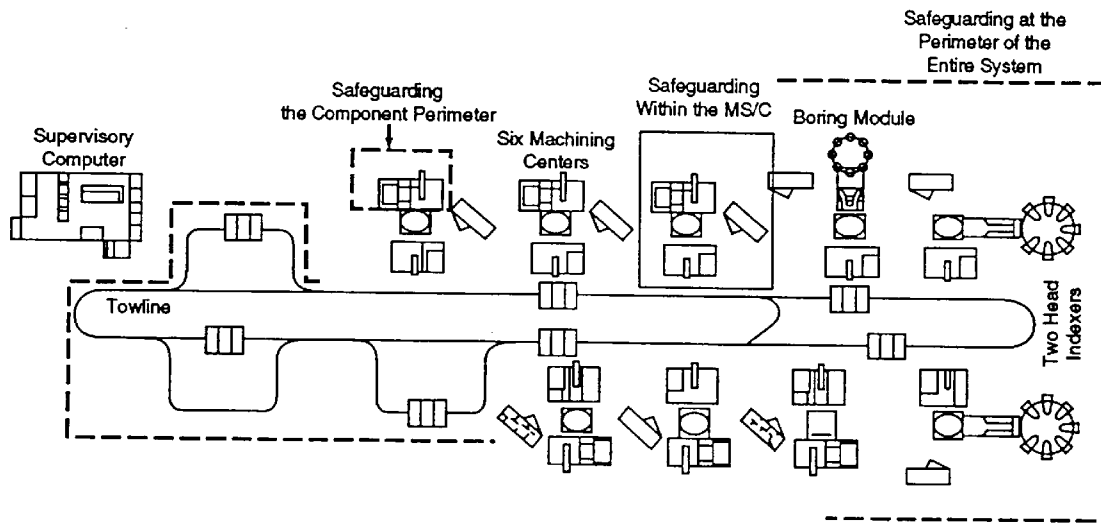 Safeguarding at the
Perimeter of the
Entire System
Safeguarding
the Component Perimeter
Safeguarding
Within the MS/C
Boring Module
Supervisory
Computer
Six Machining
Centers
Towline
Two Head
Indexers